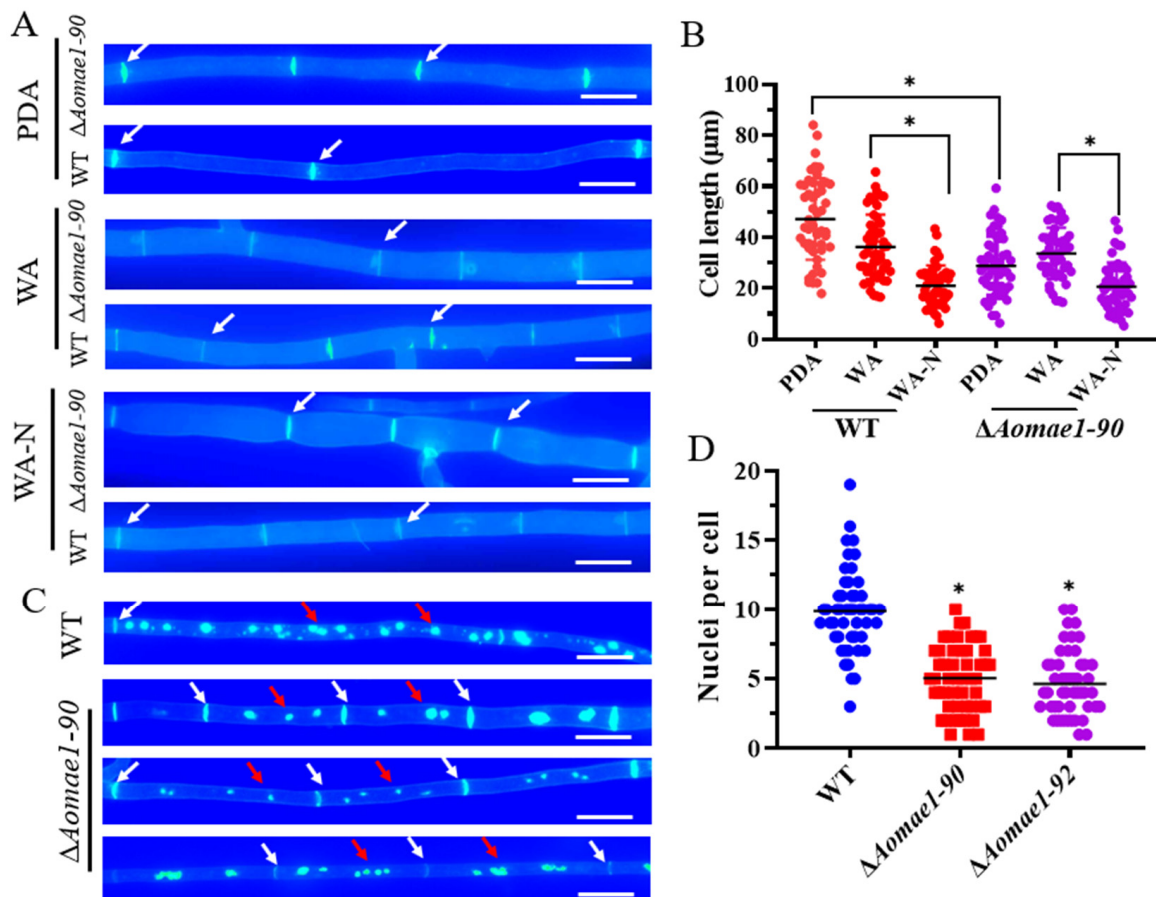 A
PDA
ΔAomae1-90
WT
WA
ΔAomae1-90
WT
WA-N
ΔAomae1-90
WT
B
Cell length (μm)
100
80
60
40
20
0
*
*
*
PDA
WA
WA-N
PDA
WA
WA-N
WT
ΔAomae1-90
C
WT
ΔAomae1-90
D
Nuclei per cell
20
15
10
5
0
*
*
WT
ΔAomae1-90
ΔAomae1-92